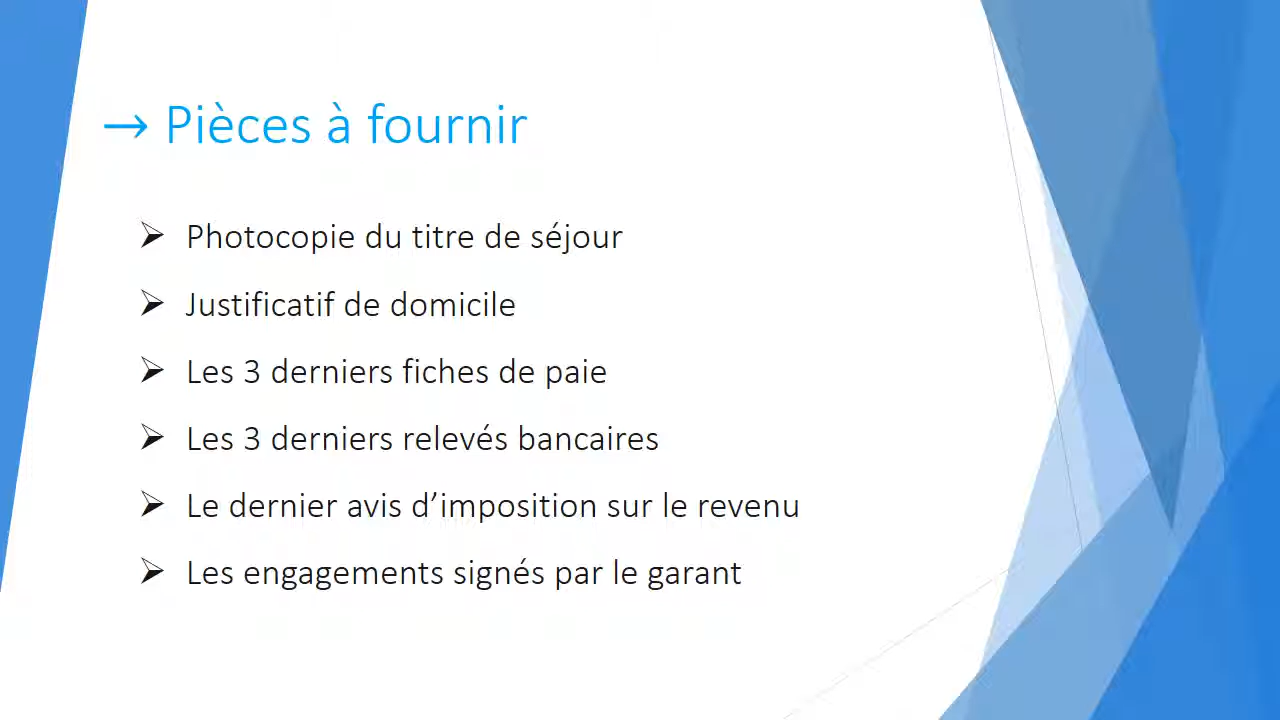 → Pièces à fournir
➢ Photocopie du titre de séjour
➢ Justificatif de domicile
➢ Les 3 derniers fiches de paie
➢ Les 3 derniers relevés bancaires
➢ Le dernier avis d’imposition sur le revenu
➢ Les engagements signés par le garant